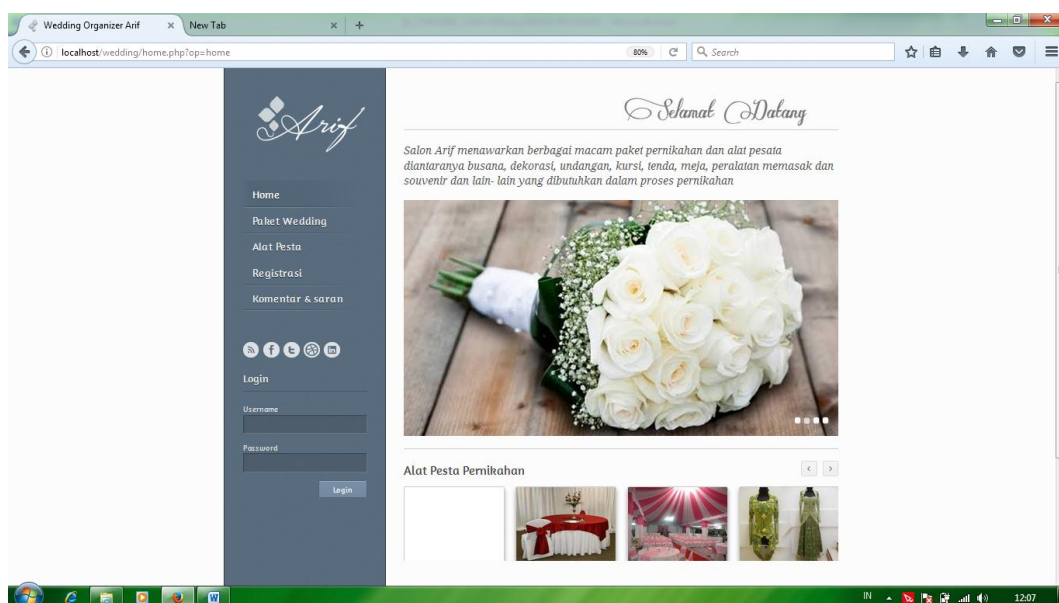 Wedding Organizer Arif
New Tab
localhost/wedding/home.php?op=home
80%
Search
Arif
Home
Paket Wedding
Alat Pesta
Registrasi
Komentar & saran
Login
Username
Password
Login
Selamat Datang
Salon Arif menawarkan berbagai macam paket pernikahan dan alat pesata
diantaranya busana, dekorasi, undangan, kursi, tenda, meja, peralatan memasak dan
souvenir dan lain- lain yang dibutuhkan dalam proses pernikahan
Alat Pesta Pernikahan
IN
12:07